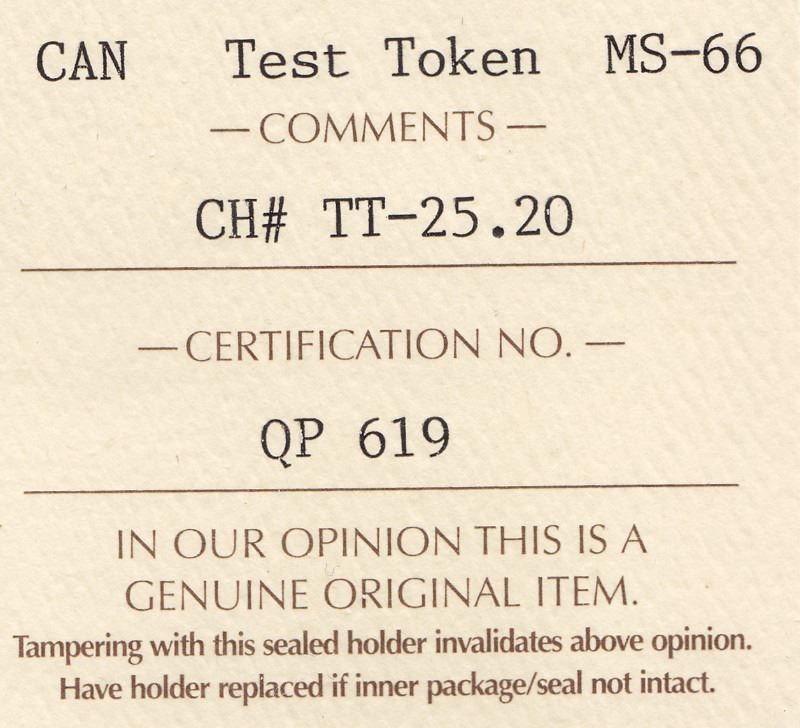 CAN Test Token MS-66
— COMMENTS —
CH# TT-25.20
— CERTIFICATION NO. —
QP 619
IN OUR OPINION THIS IS A
GENUINE ORIGINAL ITEM.
Tampering with this sealed holder invalidates above opinion.
Have holder replaced if inner package/seal not intact.